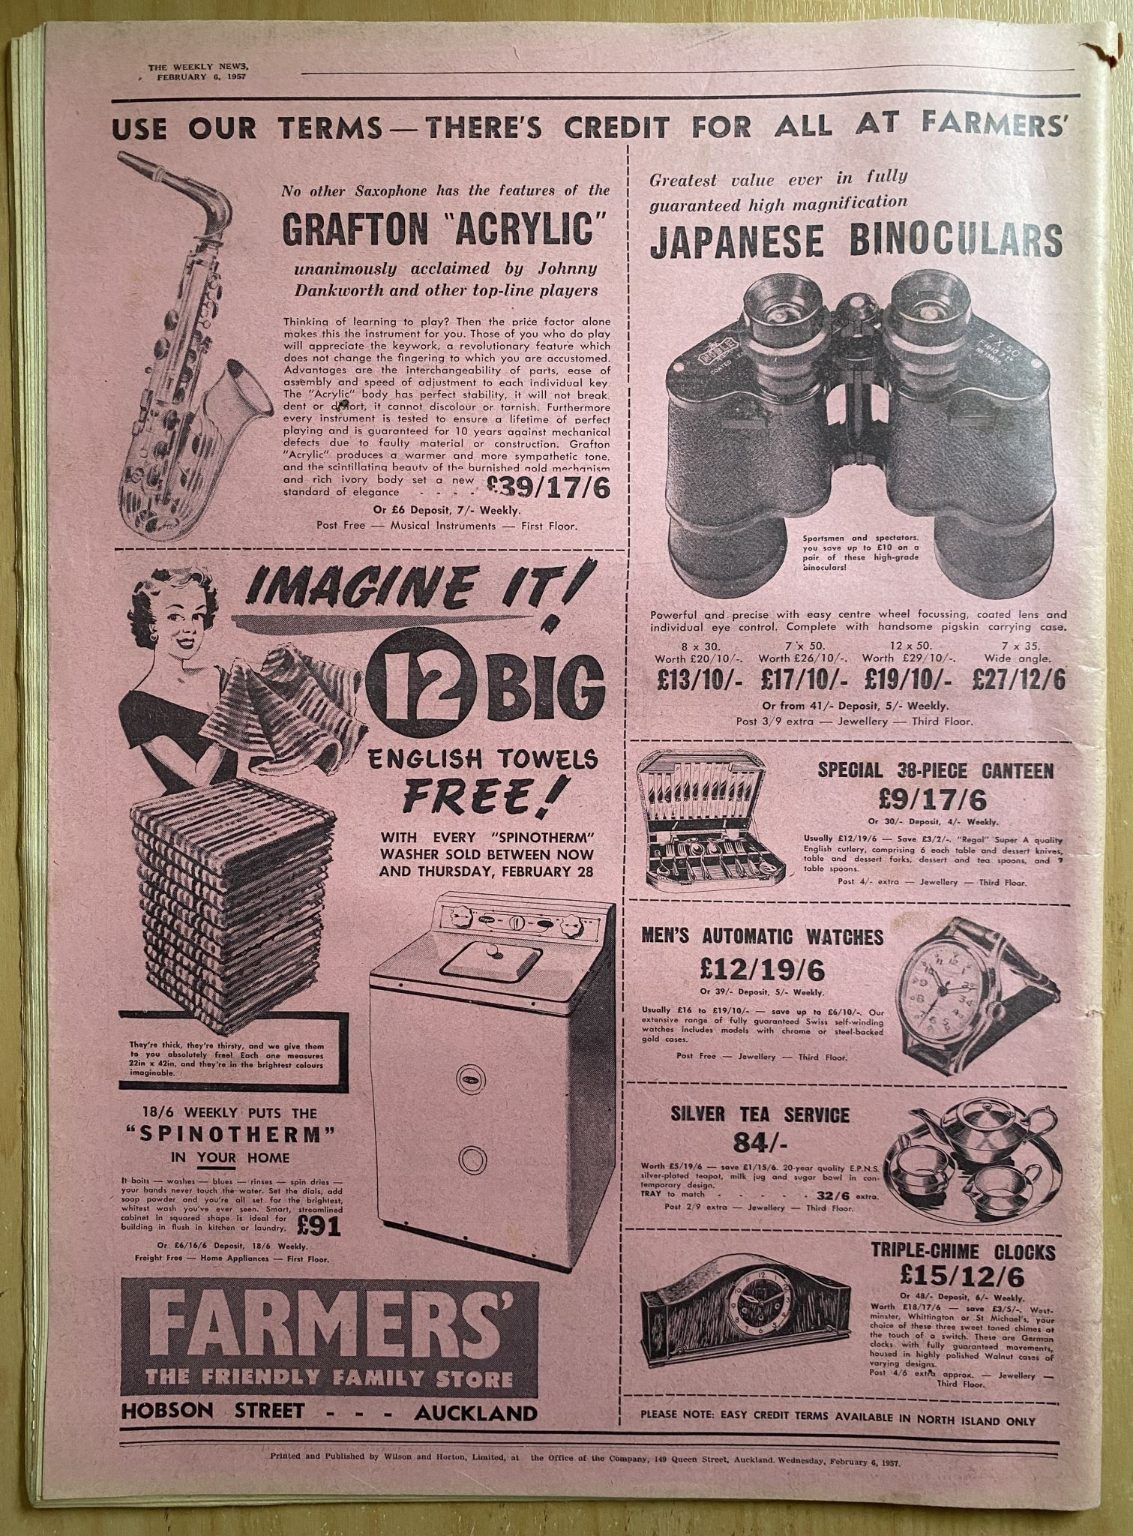 THE WEEKLY NEWS,
FEBRUARY 6, 1957
USE OUR TERMS — THERE'S CREDIT FOR ALL AT FARMERS'
No other Saxophone has the features of the
GRAFTON "ACRYLIC"
unanimously acclaimed by Johnny
Dankworth and other top-line players
Thinking of learning to play? Then the price factor alone
makes this the instrument for you. Those of you who do play
will appreciate the keywork, a revolutionary feature which
does not change the fingering to which you are accustomed.
Advantages are the interchangeability of parts, ease of
assembly and speed of adjustment to each individual key.
The "Acrylic" body has perfect stability, it will not break,
dent or distort, it cannot discolour or tarnish. Furthermore
every instrument is tested to ensure a lifetime of perfect
playing and is guaranteed for 10 years against mechanical
defects due to faulty material or construction. Grafton
"Acrylic" produces a warmer and more sympathetic tone,
and the scintillating beauty of the burnished gold mechanism
and rich ivory body set a new
standard of elegance - - - - £39/17/6
Or £6 Deposit, 7/- Weekly.
Post Free — Musical Instruments — First Floor.
IMAGINE IT!
12 BIG
ENGLISH TOWELS
FREE!
WITH EVERY "SPINOTHERM"
WASHER SOLD BETWEEN NOW
AND THURSDAY, FEBRUARY 28
They're thick, they're thirsty, and we give them
to you absolutely free! Each one measures
22in x 42in, and they're in the brightest colours
imaginable.
18/6 WEEKLY PUTS THE
"SPINOTHERM"
IN YOUR HOME
It boils — washes — blues — rinses — spin dries —
your hands never touch the water. Set the dials, add
soap powder and you're all set for the brightest,
whitest wash you've ever seen. Smart, streamlined
cabinet in squared shape is ideal for
building in flush in kitchen or laundry. £91
Or £6/16/6 Deposit, 18/6 Weekly.
Freight Free — Home Appliances — First Floor.
FARMERS'
THE FRIENDLY FAMILY STORE
HOBSON STREET - - - AUCKLAND
Greatest value ever in fully
guaranteed high magnification
JAPANESE BINOCULARS
7 X 50
Sportsmen and spectators,
you save up to £10 on a
pair of these high-grade
binoculars!
Powerful and precise with easy centre wheel focussing, coated lens and
individual eye control. Complete with handsome pigskin carrying case.
8 x 30. 7 x 50. 12 x 50. 7 x 35.
Worth £20/10/-. Worth £26/10/-. Worth £29/10/-. Wide angle.
£13/10/- £17/10/- £19/10/- £27/12/6
Or from 41/- Deposit, 5/- Weekly.
Post 3/9 extra — Jewellery — Third Floor.
SPECIAL 38-PIECE CANTEEN
£9/17/6
Or 30/- Deposit, 4/- Weekly.
Usually £12/19/6 — Save £3/2/-. "Regal" Super A quality
English cutlery, comprising 6 each table and dessert knives,
table and dessert forks, dessert and tea spoons, and
table spoons.
Post 4/- extra — Jewellery — Third Floor.
MEN'S AUTOMATIC WATCHES
£12/19/6
Or 39/- Deposit, 5/- Weekly.
Usually £16 to £19/10/- — save up to £6/10/-. Our
extensive range of fully guaranteed Swiss self-winding
watches includes models with chrome or steel-backed
gold cases.
Post Free — Jewellery — Third Floor.
SILVER TEA SERVICE
84/-
Worth £5/19/6 — save £1/15/6. 20-year quality E.P.N.S.
silver-plated teapot, milk jug and sugar bowl in con-
temporary design.
TRAY to match - - - - 32/6 extra.
Post 2/9 extra — Jewellery — Third Floor.
TRIPLE-CHIME CLOCKS
£15/12/6
Or 48/- Deposit, 6/- Weekly.
Worth £18/17/6 — save £3/5/-. West-
minster, Whittington or St Michael's, your
choice of these three sweet toned chimes at
the touch of a switch. These are German
clocks with fully guaranteed movements,
housed in highly polished Walnut cases of
varying designs.
Post 4/6 extra approx. — Jewellery —
Third Floor.
PLEASE NOTE: EASY CREDIT TERMS AVAILABLE IN NORTH ISLAND ONLY
Printed and Published by Wilson and Horton, Limited, at the Office of the Company, 149 Queen Street, Auckland. Wednesday, February 6, 1957.